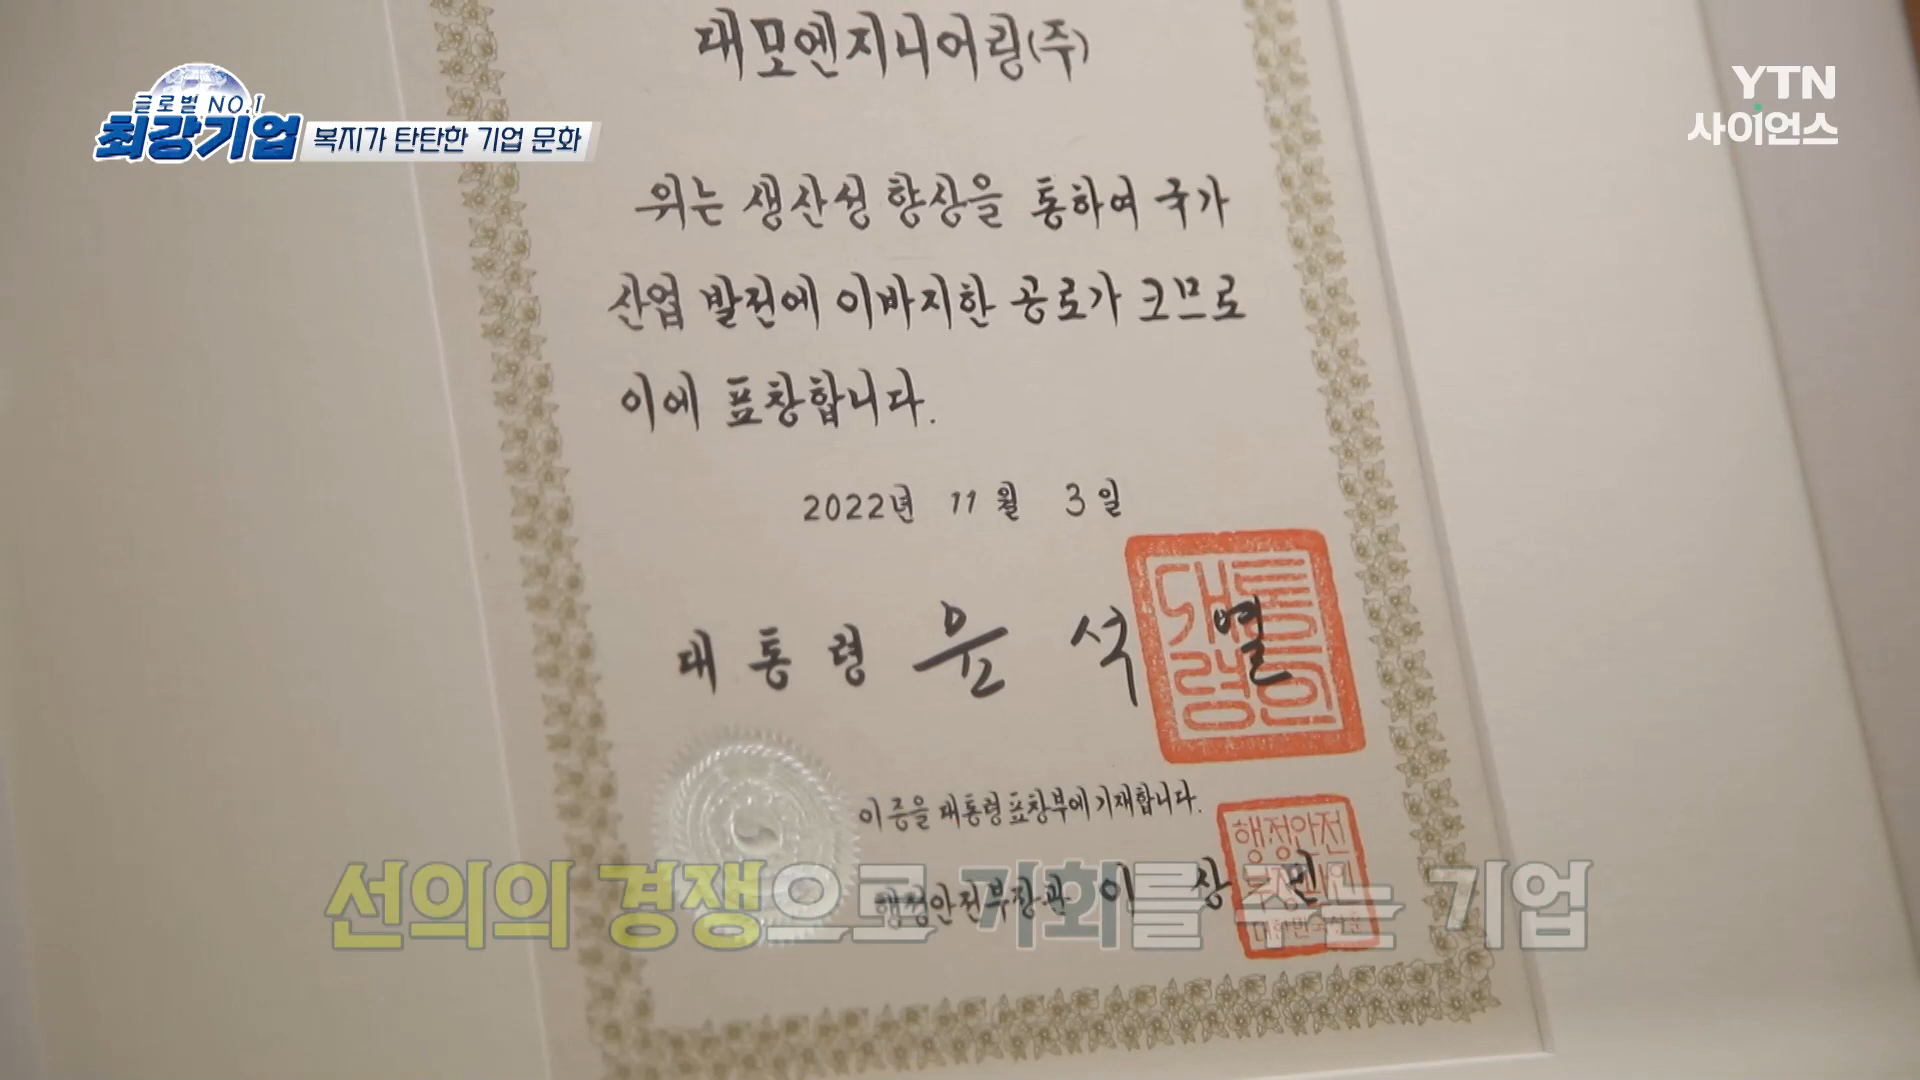 대모엔지니어링(주)
YTN
사이언스
글로벌 NO.1
최강기업
복지가 탄탄한 기업 문화
위는 생산성 향상을 통하여 국가
산업 발전에 이바지한 공로가 크므로
이에 표창합니다.
2022년 11월 3일
대통령 윤석열
대통령의인
이 증을 대통령표창부에 기재합니다.
행정안전부장관 이상민
행정안전
선의의 경쟁으로 기회를 주는 기업